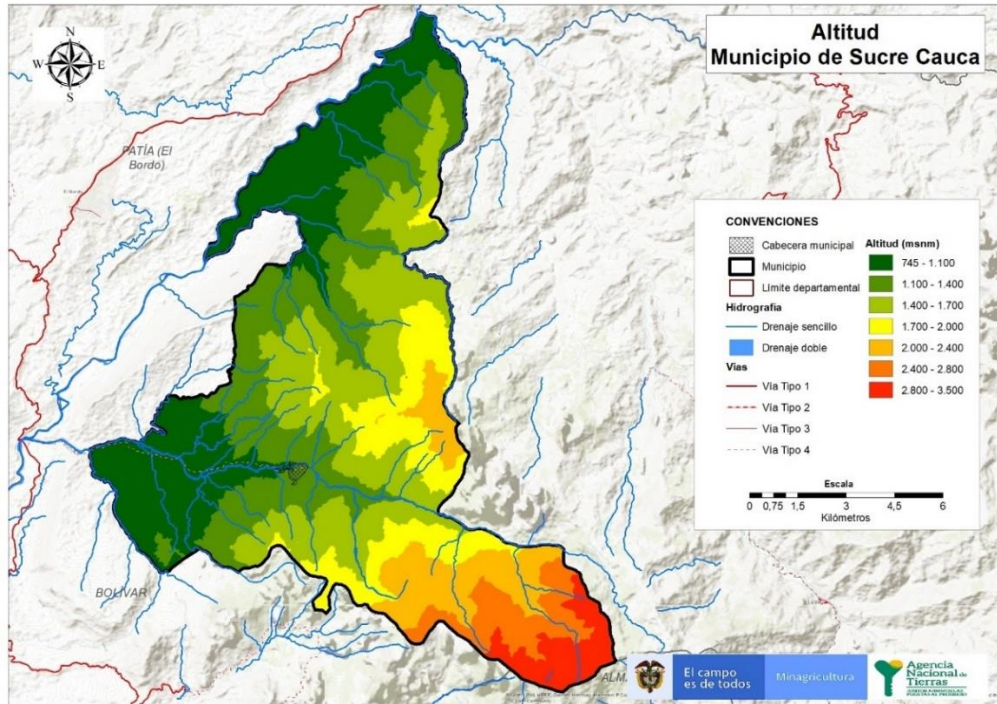 Altitud
Municipio de Sucre Cauca
N
W E
S
PATÍA (El
Bordo)
BOLÍVAR
ALM
CONVENCIONES
Cabecera municipal
Municipio
Límite departamental
Hidrografía
Drenaje sencillo
Drenaje doble
Vías
Vía Tipo 1
Vía Tipo 2
Vía Tipo 3
Vía Tipo 4
Altitud (msnm)
745 - 1.100
1.100 - 1.400
1.400 - 1.700
1.700 - 2.000
2.000 - 2.400
2.400 - 2.800
2.800 - 3.500
Escala
0 0,75 1,5 3 4,5 6
Kilómetros
El campo
es de todos
Minagricultura
Agencia
Nacional de
Tierras